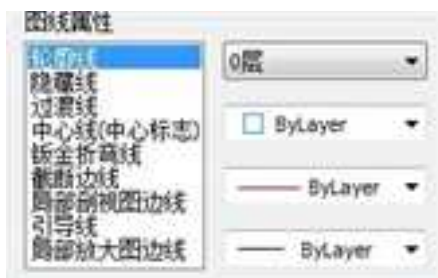 图线属性
轮廓线
隐藏线
过渡线
中心线(中心标志)
钣金折弯线
截断边线
局部剖视图边线
引导线
局部放大图边线
0层
ByLayer
ByLayer
ByLayer